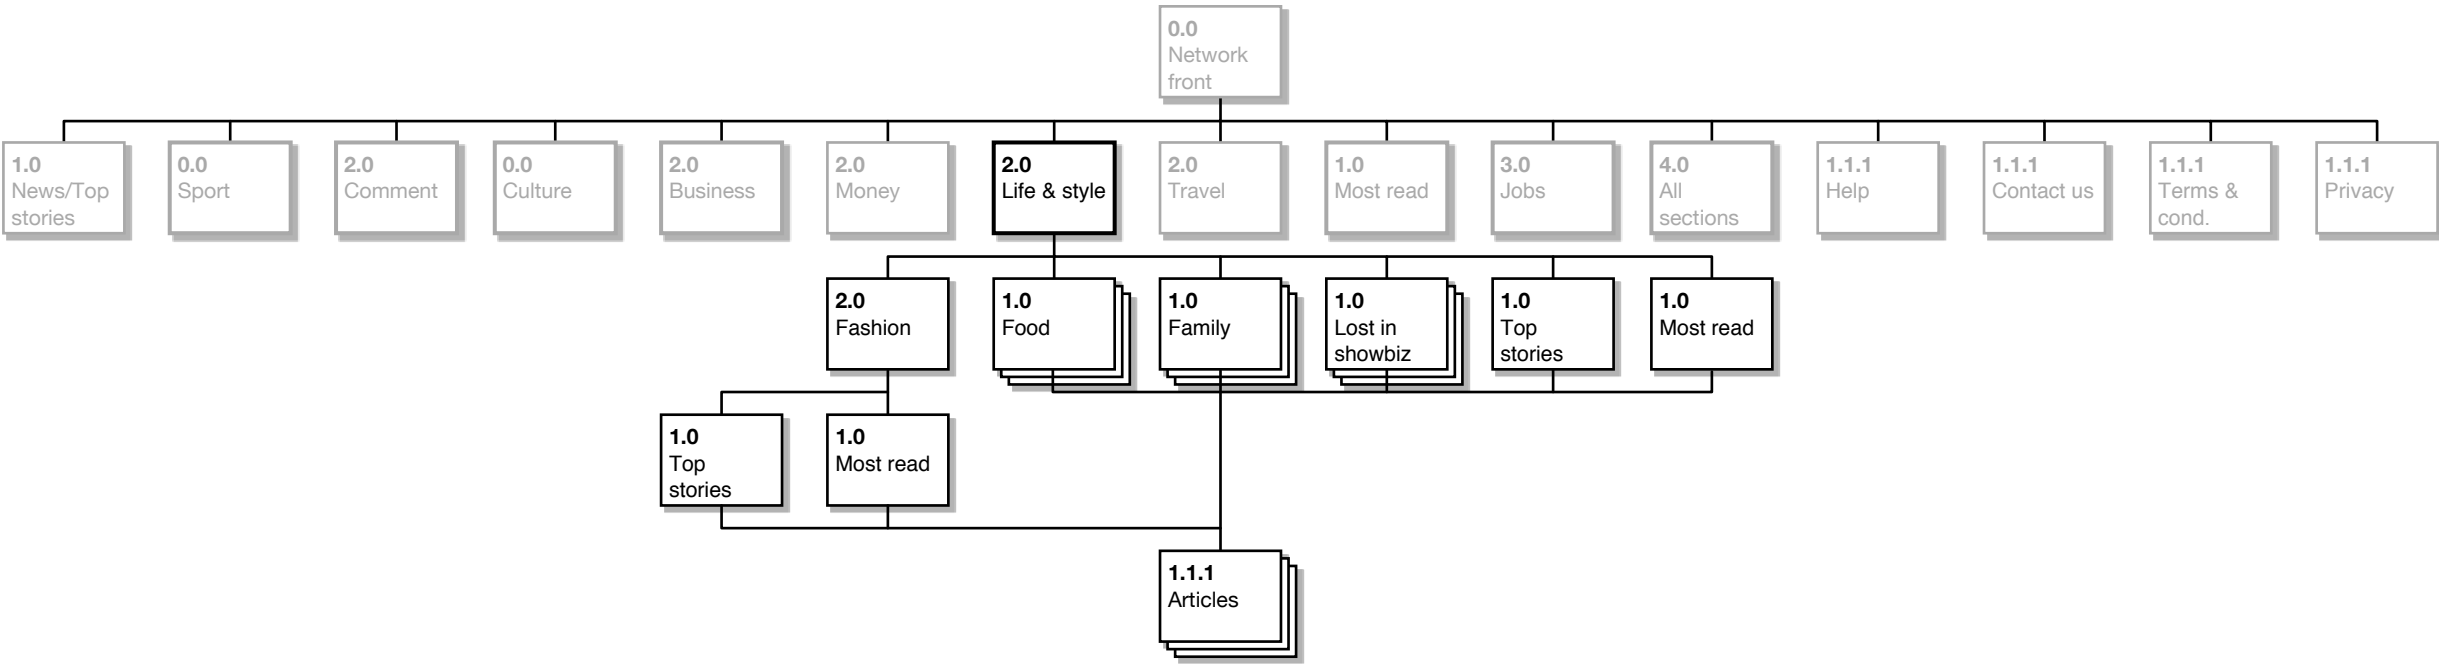 0.0
Network
front
1.0
News/Top
stories
0.0
Sport
2.0
Comment
0.0
Culture
2.0
Business
2.0
Money
2.0
Life & style
2.0
Travel
1.0
Most read
3.0
Jobs
4.0
All
sections
1.1.1
Help
1.1.1
Contact us
1.1.1
Terms &
cond.
1.1.1
Privacy
2.0
Fashion
1.0
Food
1.0
Family
1.0
Lost in
showbiz
1.0
Top
stories
1.0
Most read
1.0
Top
stories
1.0
Most read
1.1.1
Articles